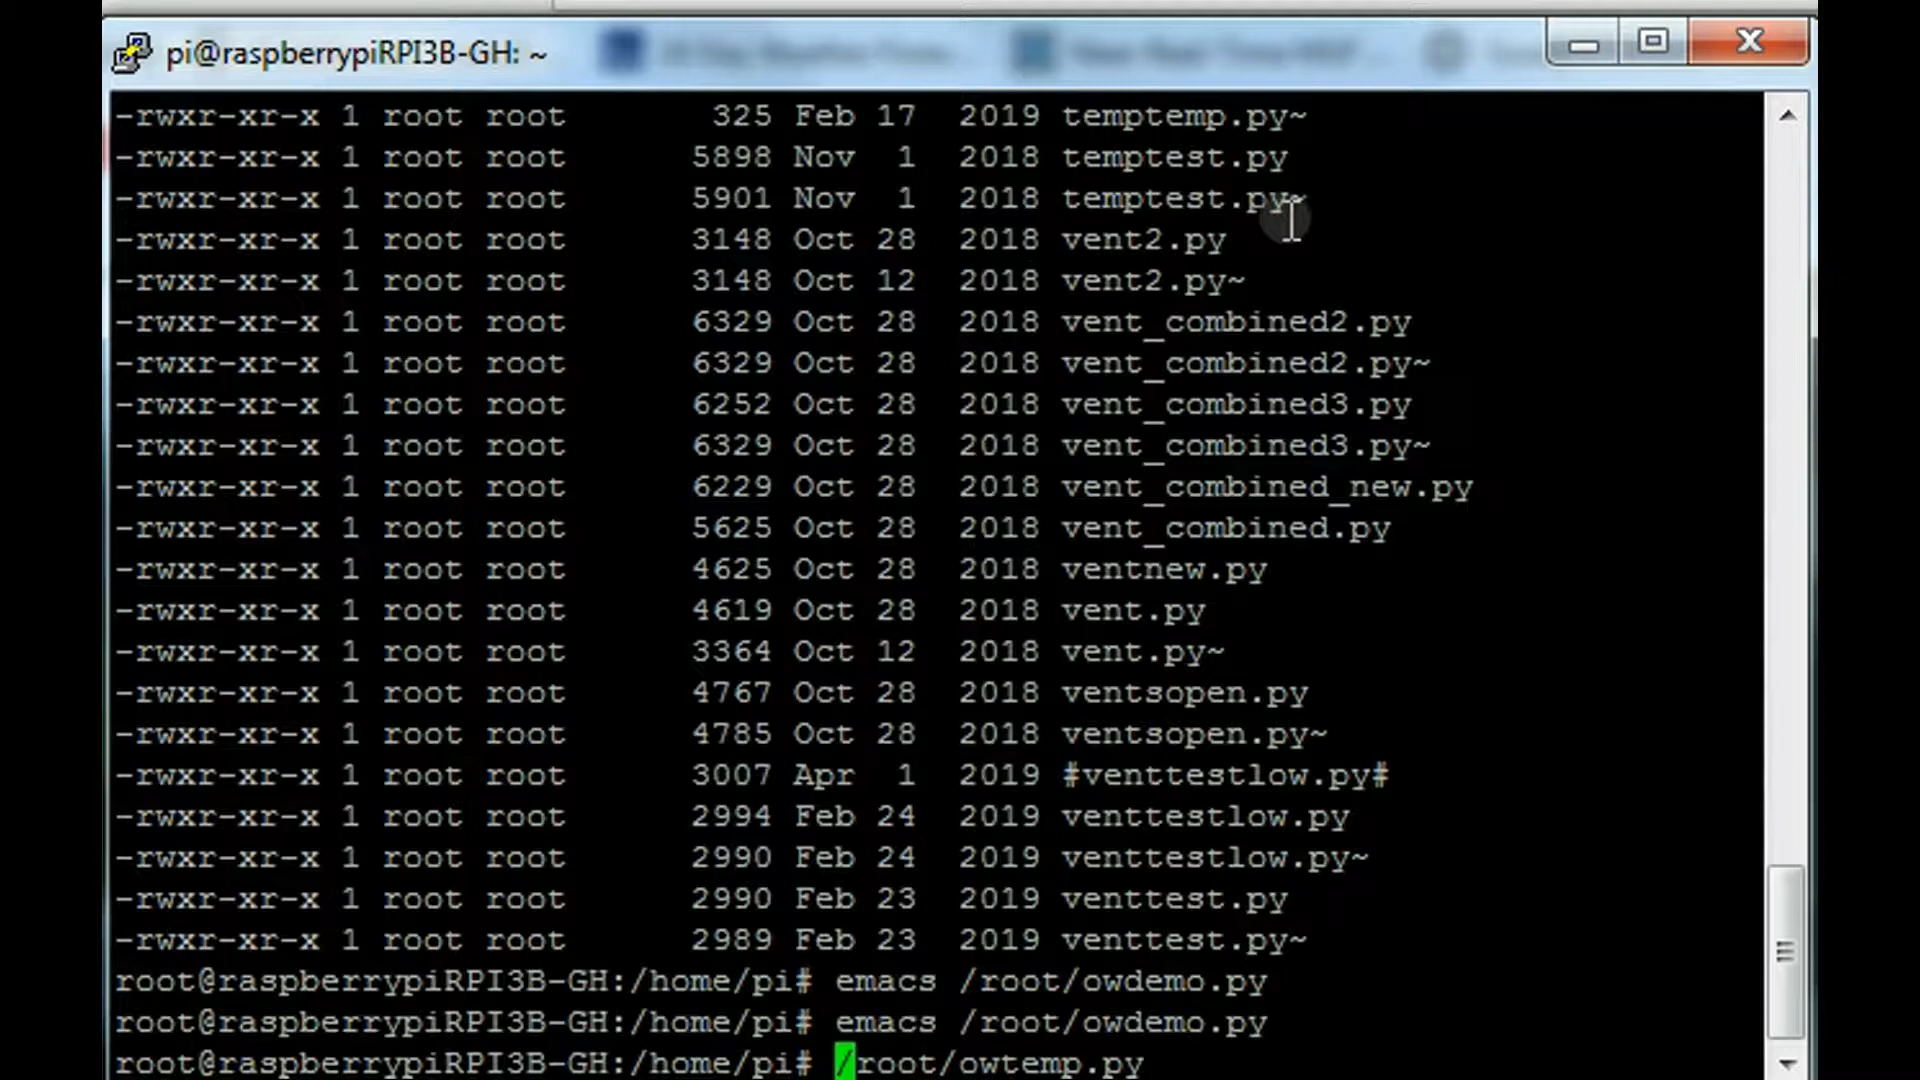 pi@raspberrypiRPI3B-GH: ~
-rwxr-xr-x 1 root root 325 Feb 17 2019 temptemp.py~
-rwxr-xr-x 1 root root 5898 Nov 1 2018 temptest.py
-rwxr-xr-x 1 root root 5901 Nov 1 2018 temptest.py~
-rwxr-xr-x 1 root root 3148 Oct 28 2018 vent2.py
-rwxr-xr-x 1 root root 3148 Oct 12 2018 vent2.py~
-rwxr-xr-x 1 root root 6329 Oct 28 2018 vent_combined2.py
-rwxr-xr-x 1 root root 6329 Oct 28 2018 vent_combined2.py~
-rwxr-xr-x 1 root root 6252 Oct 28 2018 vent_combined3.py
-rwxr-xr-x 1 root root 6329 Oct 28 2018 vent_combined3.py~
-rwxr-xr-x 1 root root 6229 Oct 28 2018 vent_combined_new.py
-rwxr-xr-x 1 root root 5625 Oct 28 2018 vent_combined.py
-rwxr-xr-x 1 root root 4625 Oct 28 2018 ventnew.py
-rwxr-xr-x 1 root root 4619 Oct 28 2018 vent.py
-rwxr-xr-x 1 root root 3364 Oct 12 2018 vent.py~
-rwxr-xr-x 1 root root 4767 Oct 28 2018 ventsopen.py
-rwxr-xr-x 1 root root 4785 Oct 28 2018 ventsopen.py~
-rwxr-xr-x 1 root root 3007 Apr 1 2019 #venttestlow.py#
-rwxr-xr-x 1 root root 2994 Feb 24 2019 venttestlow.py
-rwxr-xr-x 1 root root 2990 Feb 24 2019 venttestlow.py~
-rwxr-xr-x 1 root root 2990 Feb 23 2019 venttest.py
-rwxr-xr-x 1 root root 2989 Feb 23 2019 venttest.py~
root@raspberrypiRPI3B-GH:/home/pi# emacs /root/owdemo.py
root@raspberrypiRPI3B-GH:/home/pi# emacs /root/owdemo.py
root@raspberrypiRPI3B-GH:/home/pi# /root/owtemp.py